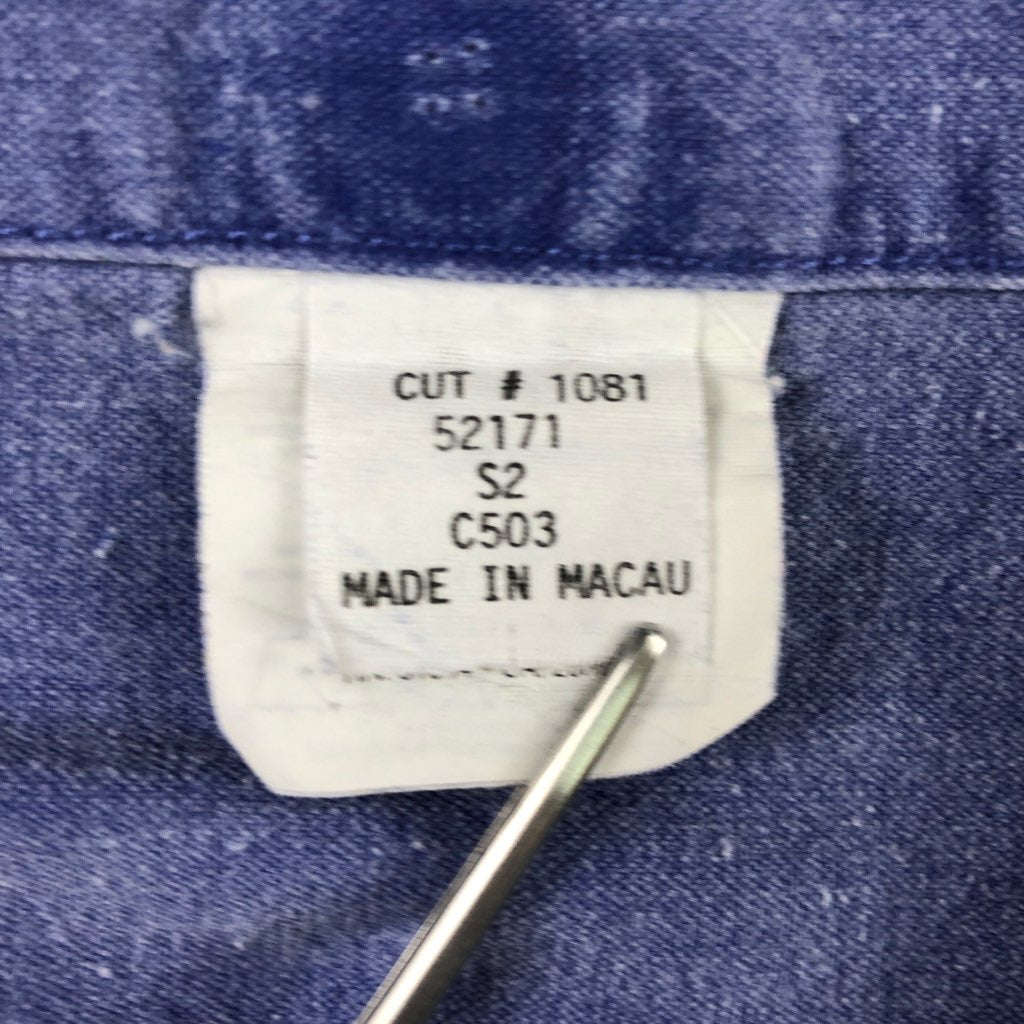 CUT # 1081
52171
S2
C503
MADE IN MACAU